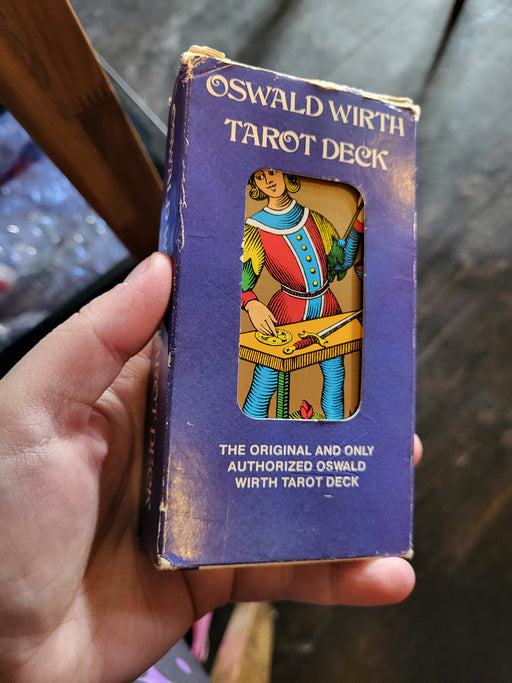 OSWALD WIRTH
TAROT DECK
THE ORIGINAL AND ONLY
AUTHORIZED OSWALD
WIRTH TAROT DECK